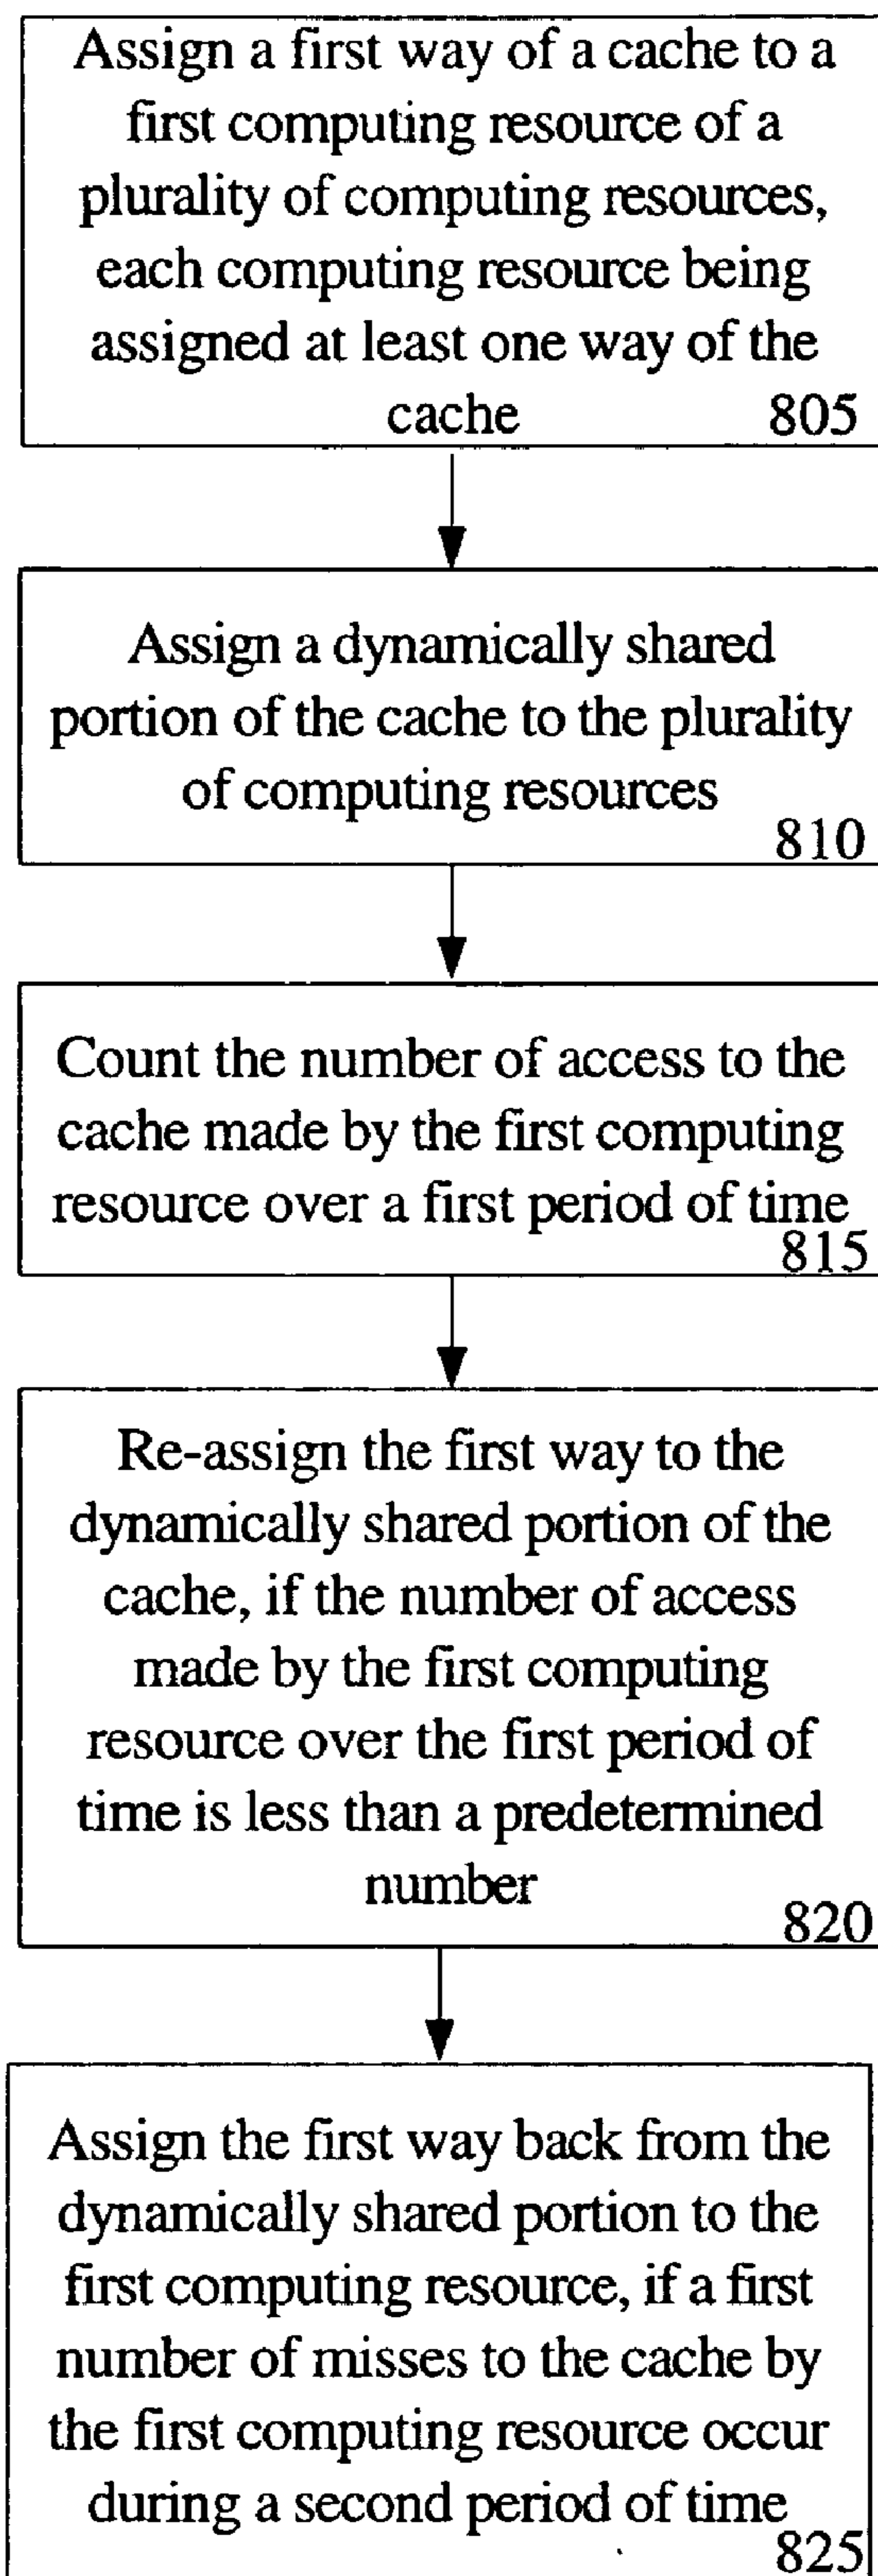 Assign a first way of a cache to a
first computing resource of a
plurality of computing resources,
each computing resource being
assigned at least one way of the
cache 805
Assign a dynamically shared
portion of the cache to the plurality
of computing resources
810
Count the number of access to the
cache made by the first computing
resource over a first period of time
815
Re-assign the first way to the
dynamically shared portion of the
cache, if the number of access
made by the first computing
resource over the first period of
time is less than a predetermined
number
820
Assign the first way back from the
dynamically shared portion to the
first computing resource, if a first
number of misses to the cache by
the first computing resource occur
during a second period of time
825